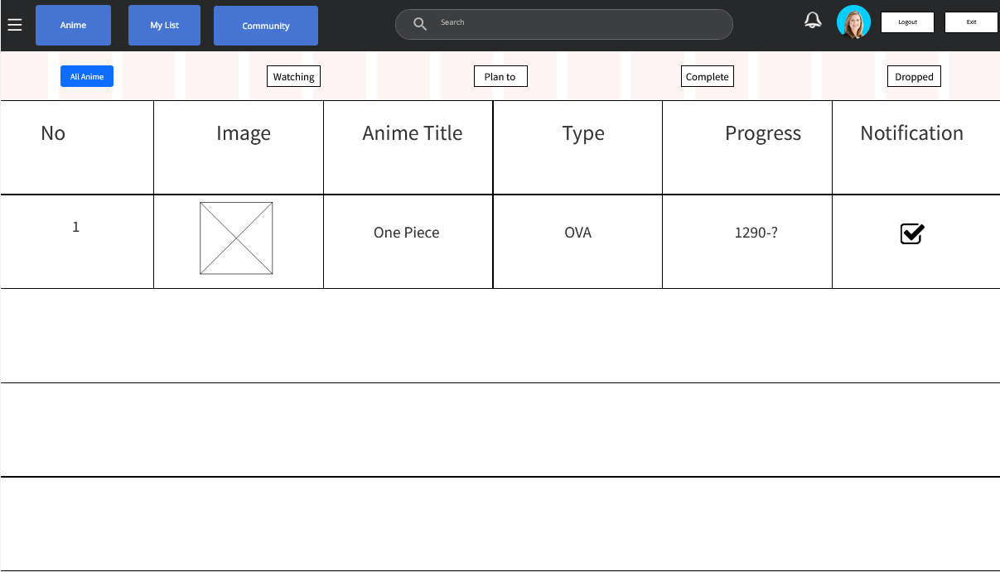 Anime
My List
Community
Search
Logout
Exit
All Anime
Watching
Plan to
Complete
Dropped
No
Image
Anime Title
Type
Progress
Notification
1
One Piece
OVA
1290-?